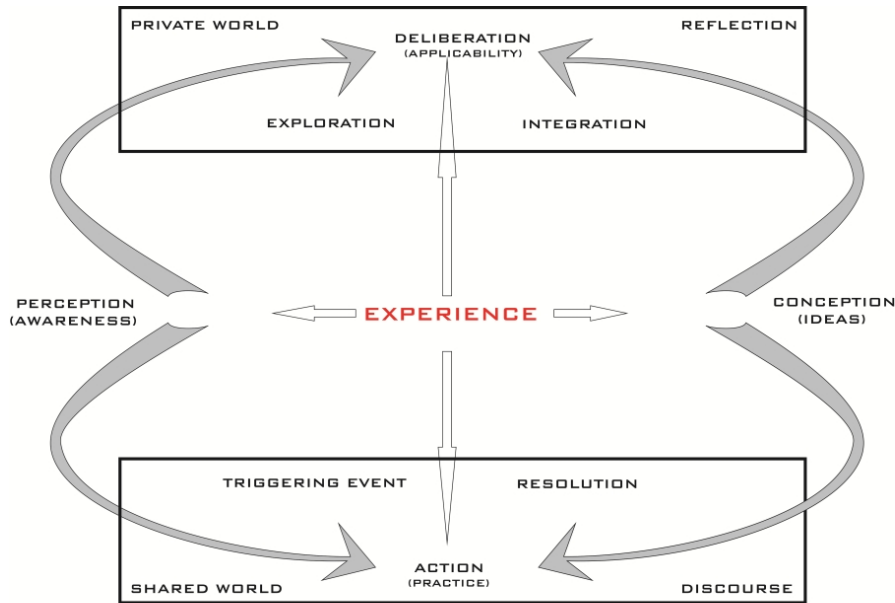 PRIVATE WORLD
REFLECTION
DELIBERATION
(APPLICABILITY)
EXPLORATION
INTEGRATION
PERCEPTION
(AWARENESS)
EXPERIENCE
CONCEPTION
(IDEAS)
TRIGGERING EVENT
RESOLUTION
ACTION
(PRACTICE)
SHARED WORLD
DISCOURSE